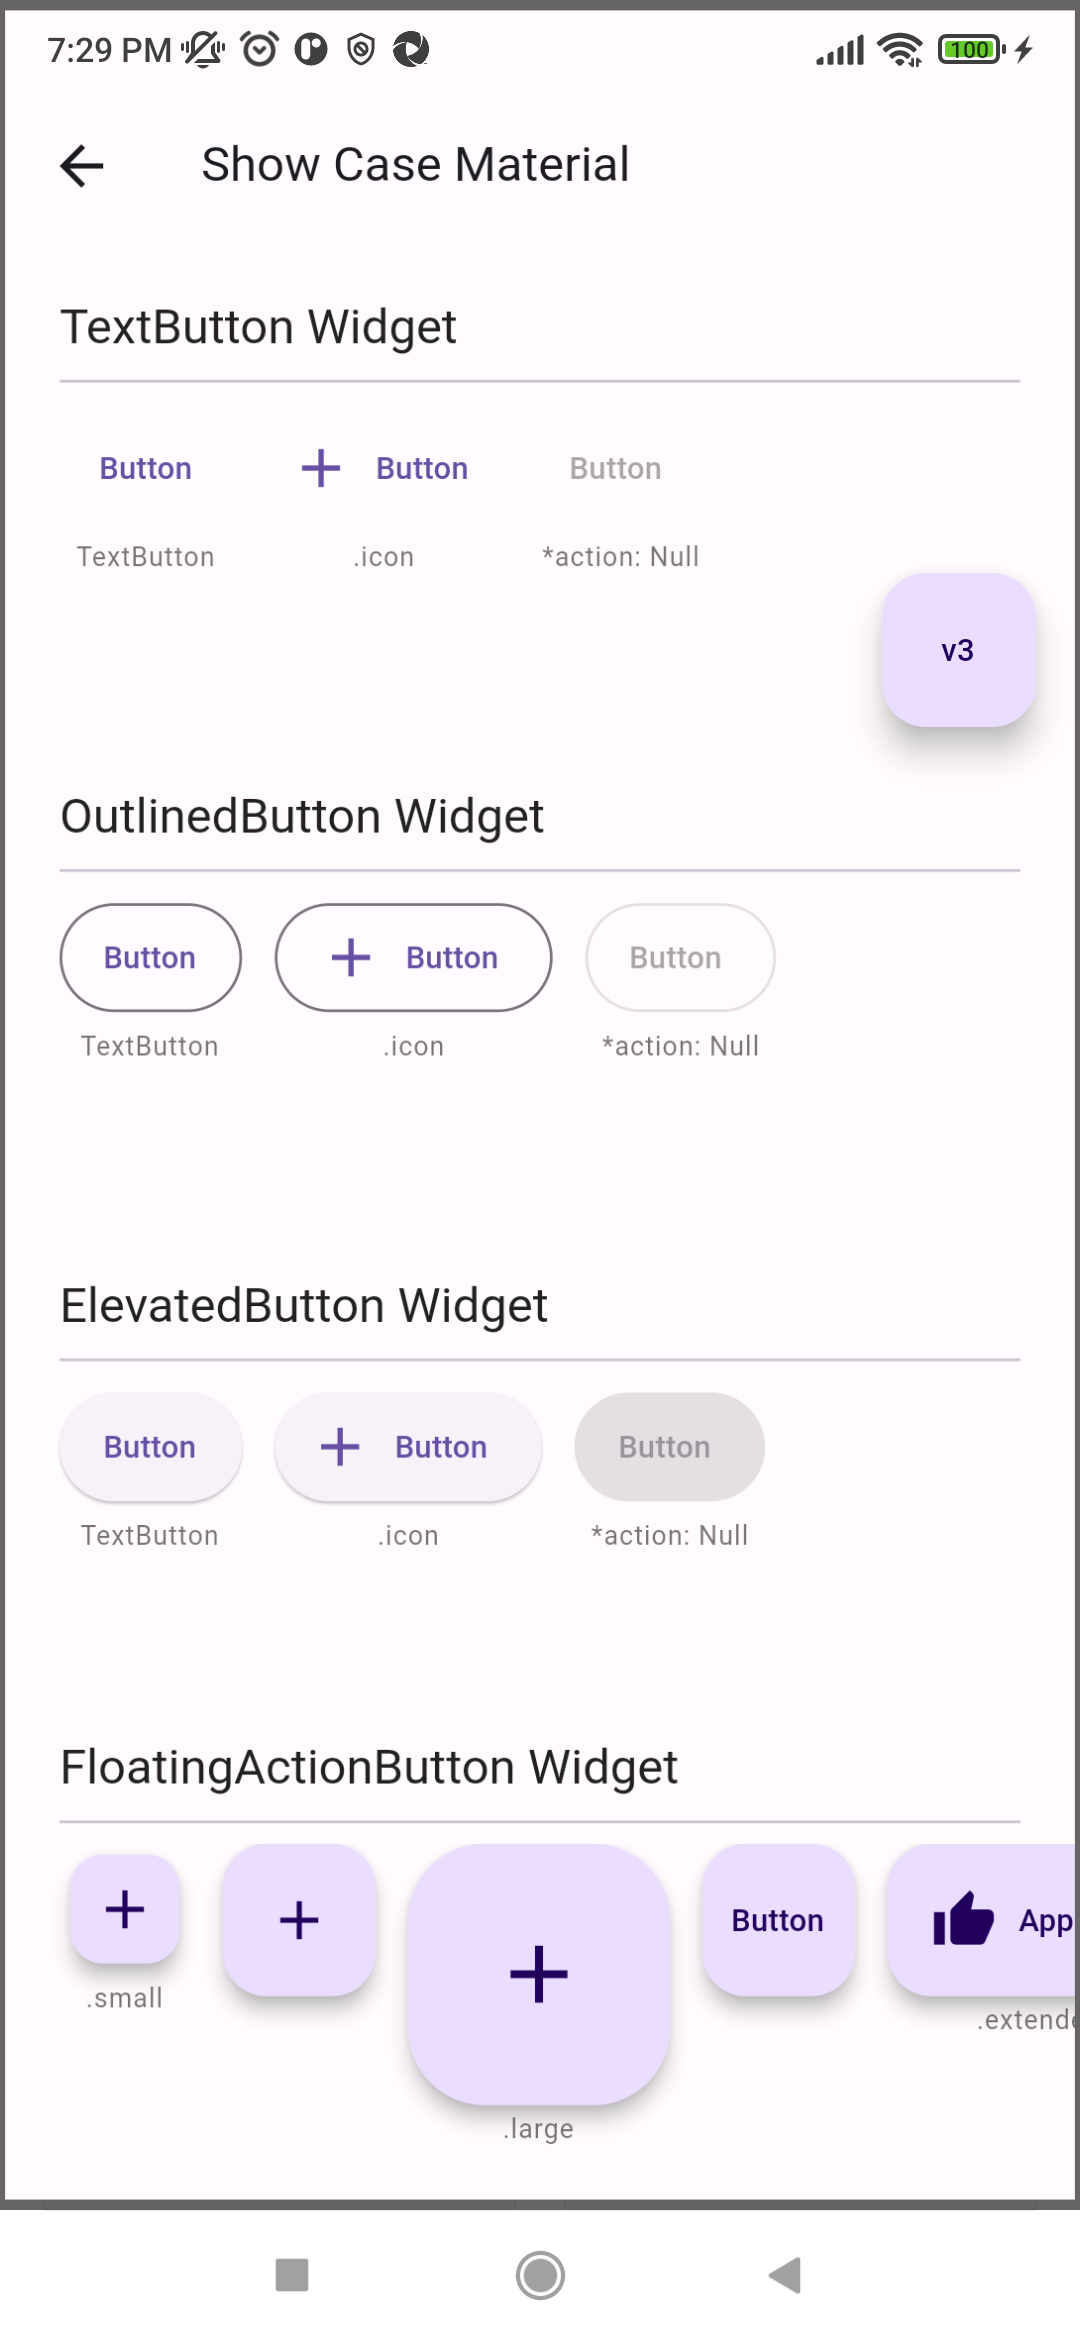 7:29 PM
100
Show Case Material
TextButton Widget
Button Button Button
TextButton .icon *action: Null
v3
OutlinedButton Widget
Button Button Button
TextButton .icon *action: Null
ElevatedButton Widget
Button Button Button
TextButton .icon *action: Null
FloatingActionButton Widget
Button App
.small
.extende
.large